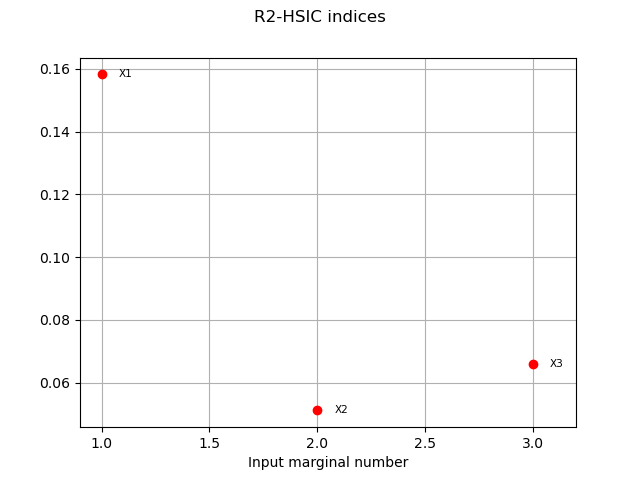 R2-HSIC indices
0.16
X1
0.14
0.12
0.10
0.08
X3
0.06
X2
1.0 1.5 2.0 2.5 3.0
Input marginal number